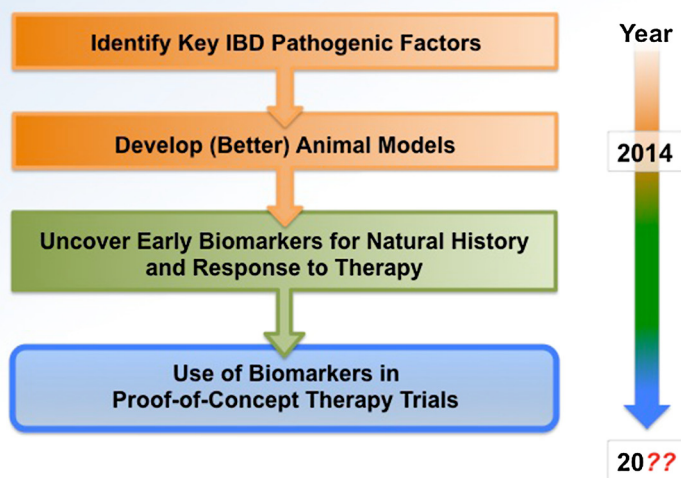 Identify Key IBD Pathogenic Factors
Year
Develop (Better) Animal Models
2014
Uncover Early Biomarkers for Natural History
and Response to Therapy
Use of Biomarkers in
Proof-of-Concept Therapy Trials
20??